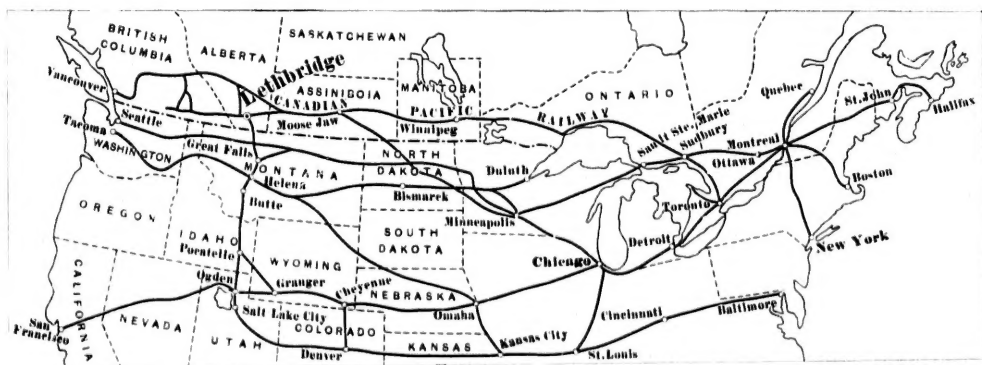 BRITISH
COLUMBIA
ALBERTA
SASKATCHEWAN
Lethbridge
ASSINIBOIA
MANITOBA
ONTARIO
Vancouver
CANADIAN PACIFIC RAILWAY
Quebec
St. John
Halifax
Seattle
Tacoma
Moose Jaw
Winnipeg
Sault Ste. Marie
Sudbury
Montreal
Ottawa
WASHINGTON
Great Falls
MONTANA
Helena
NORTH
DAKOTA
Duluth
Boston
Butte
Bismarek
Minneapolis
Toronto
OREGON
SOUTH
DAKOTA
Detroit
New York
IDAHO
Pocatelle
WYOMING
Chicago
CALIFORNIA
Ogden
Granger
Cheyenne
NEBRASKA
Omaha
Salt Lake City
Cincinnati
Baltimore
San
Francisco
NEVADA
UTAH
COLORADO
Denver
KANSAS
Kansas City
St. Louis